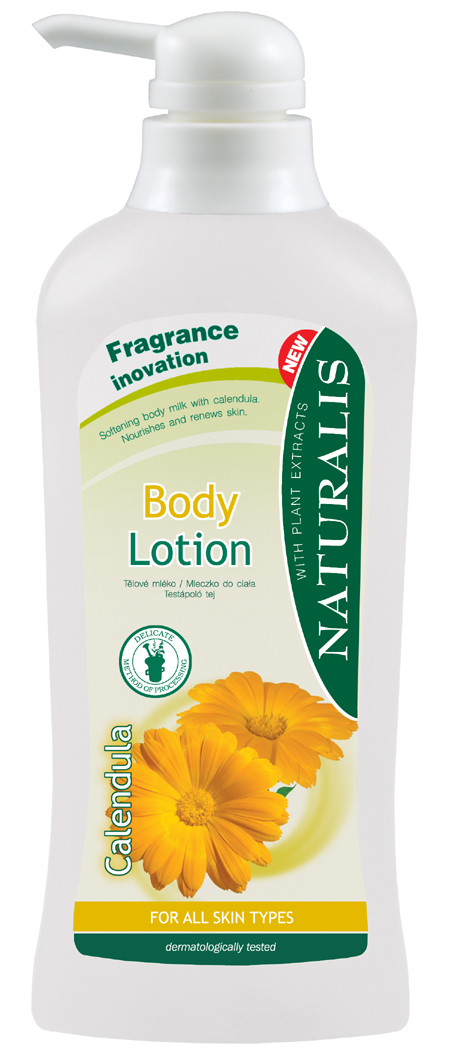 Fragrance
inovation
NEW
Softening body milk with calendula.
Nourishes and renews skin.
WITH PLANT EXTRACTS
NATURALIS
Body
Lotion
Tělové mléko / Mleczko do ciała
Testápoló tej
DELICATE
METHOD OF PROCESSING
Calendula
FOR ALL SKIN TYPES
dermatologically tested